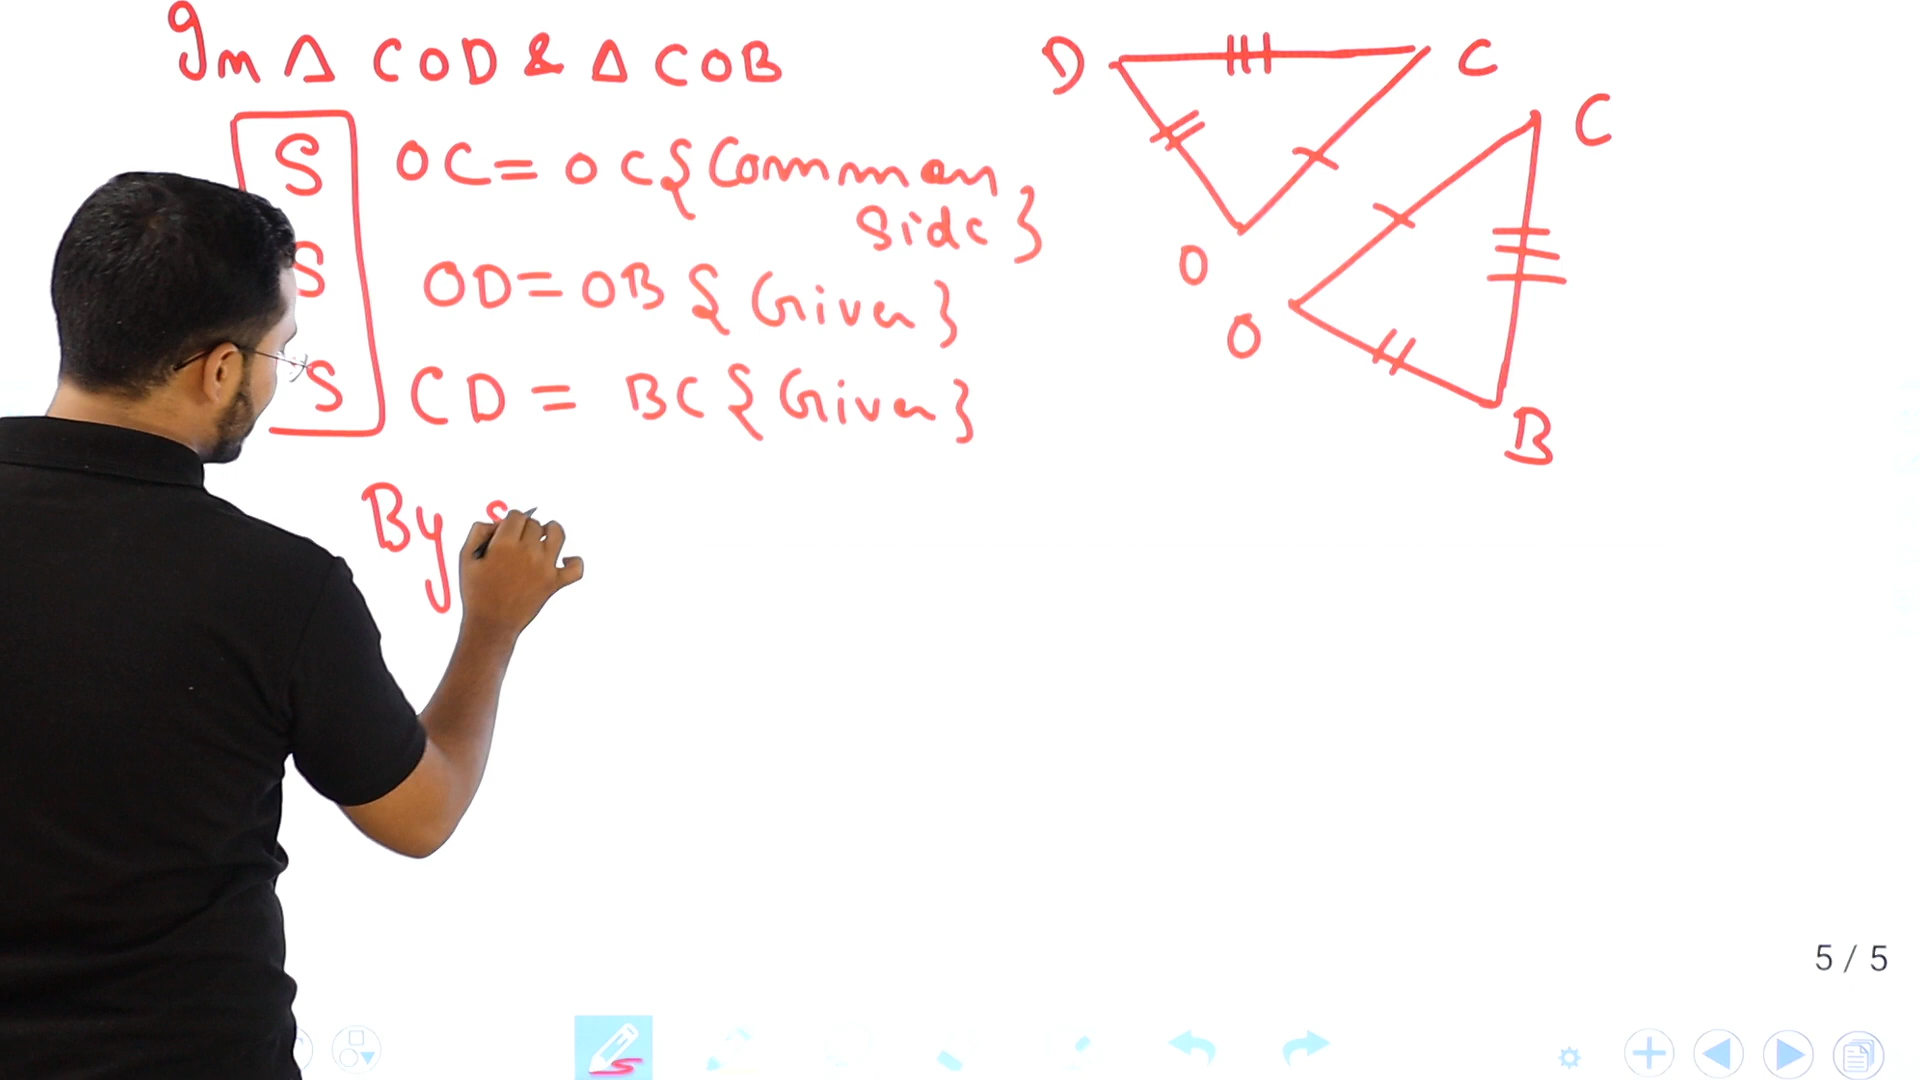 In Δ COD & Δ COB
S OC = OC {Common
side}
S OD = OB {Given}
S CD = BC {Given}
By S
D C
C
O
O
B
5 / 5